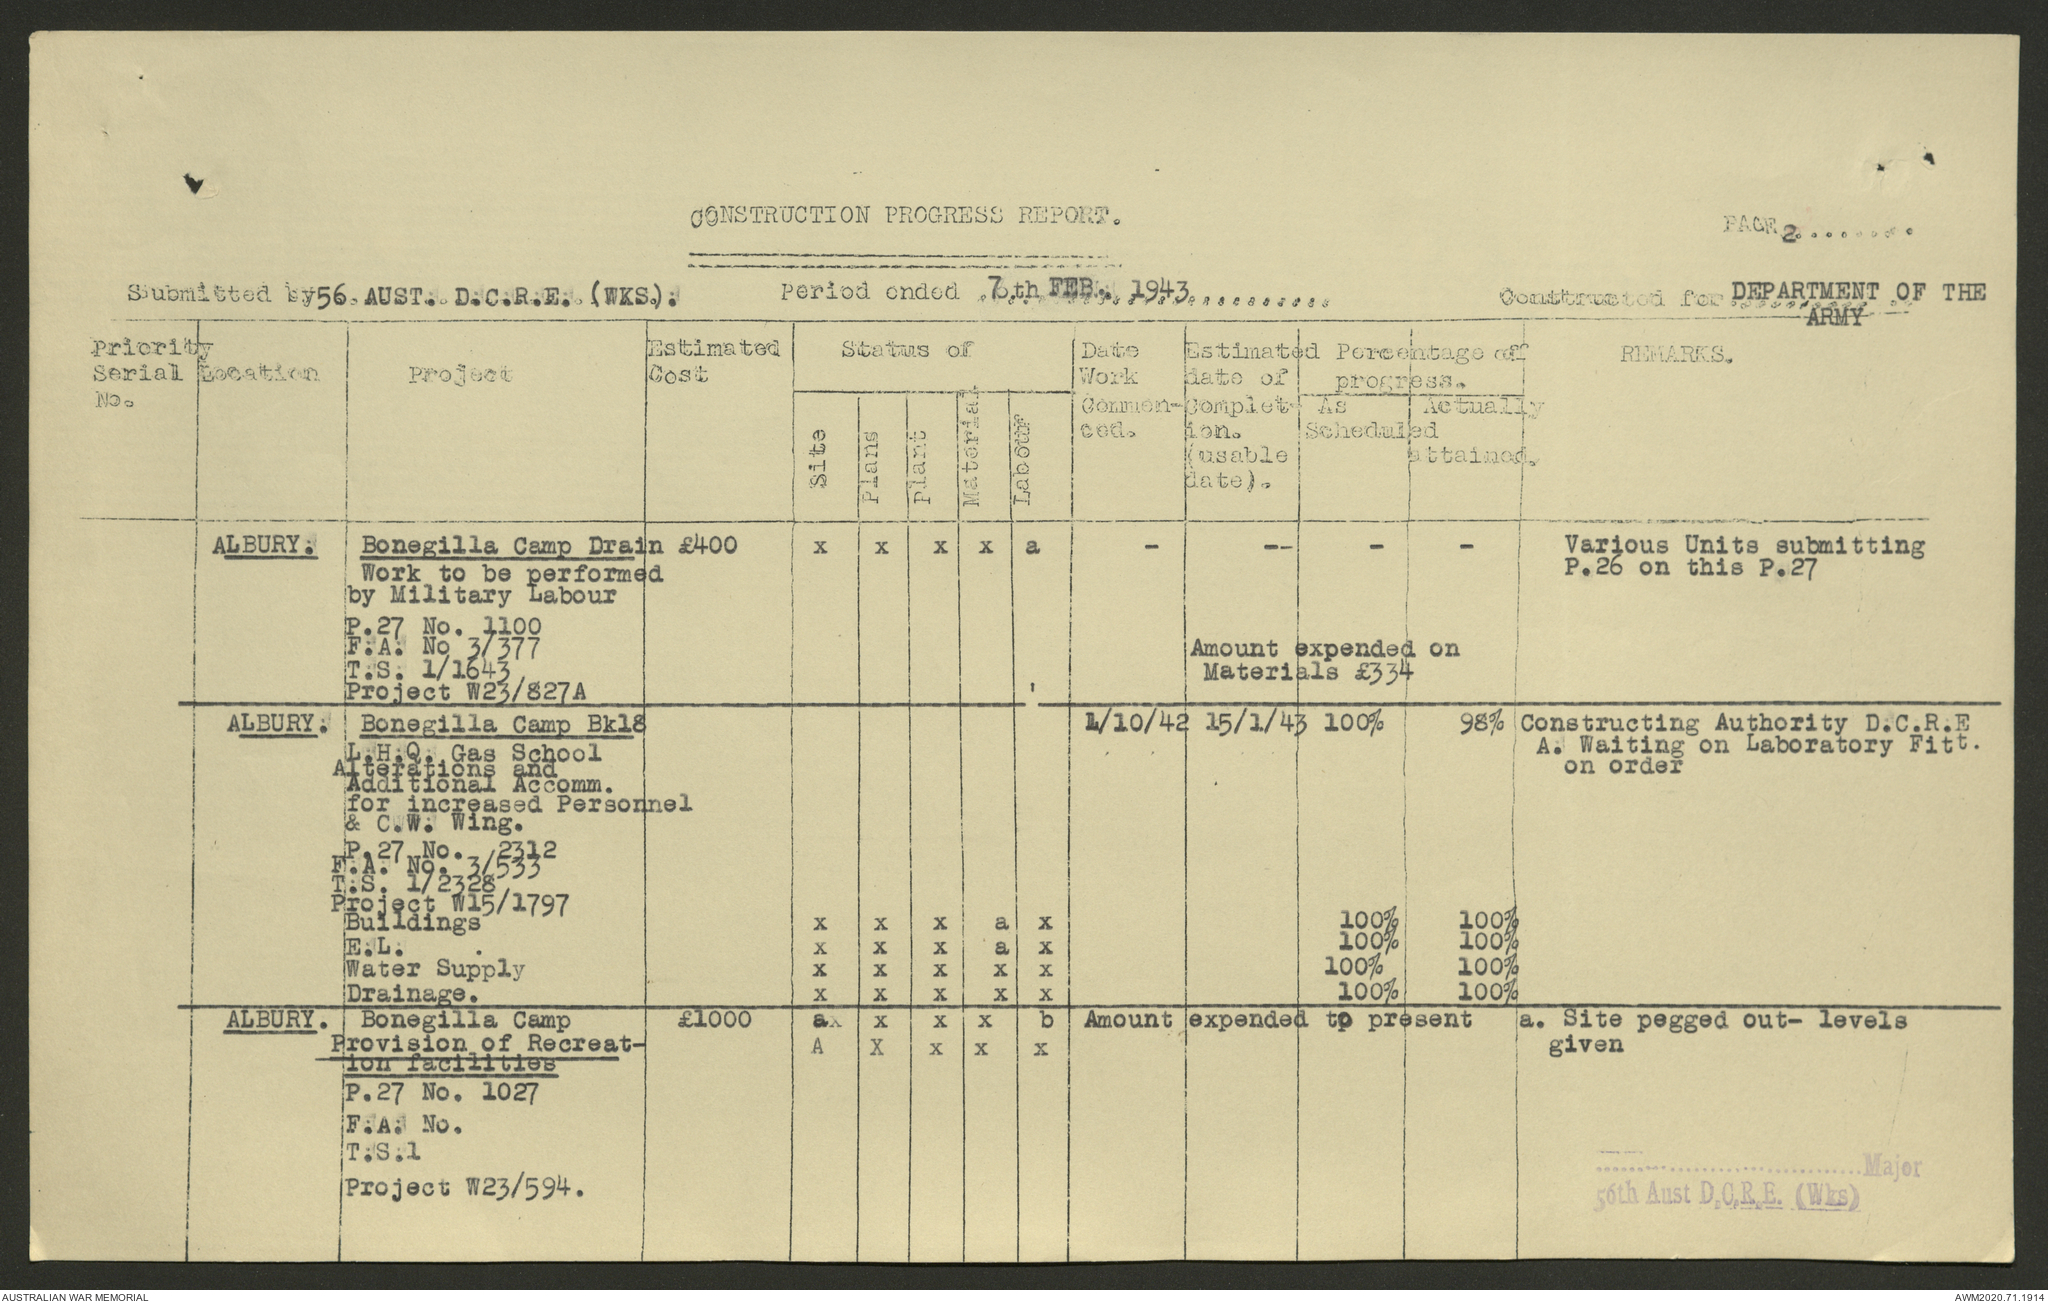 CONSTRUCTION PROGRESS REPORT.
PAGE 2........
Submitted by 56. AUST. D.C.R.E. (WKS.). Period ended 7.th FEB. 1943 Constructed for DEPARTMENT OF THE
ARMY
Priority Serial No. Location Project Estimated Cost Status of Date Work Commen-ced. Estimated date of Complet-ion. (usable date). Percentage of progress. REMARKS.
Site Plans Plant Material Labour As Scheduled Actually attained.
ALBURY. Bonegilla Camp Drain £400 x x x x a - -- - - Various Units submitting
Work to be performed P.26 on this P.27
by Military Labour
P.27 No. 1100
F.A. No 3/377 Amount expended on
T.S. 1/1643 Materials £334
Project W23/827A
ALBURY. Bonegilla Camp Bk18 1/10/42 15/1/43 100% 98% Constructing Authority D.C.R.E
L.H.Q. Gas School A. Waiting on Laboratory Fitt.
Alterations and on order
Additional Accomm.
for increased Personnel
& C.W. Wing.
P.27 No. 2312
F.A. No. 3/533
T.S. 1/2328
Project W15/1797
Buildings x x x a x 100% 100%
E.L. x x x a x 100% 100%
Water Supply x x x x x 100% 100%
Drainage. x x x x x 100% 100%
ALBURY. Bonegilla Camp £1000 ax x x x b Amount expended to present a. Site pegged out- levels
Provision of Recreat- A X x x x given
ion facilities
P.27 No. 1027
F.A. No.
T.S.1
Project W23/594.
Major
56th Aust D.C.R.E. (Wks)
AUSTRALIAN WAR MEMORIAL AWM2020.71.1914